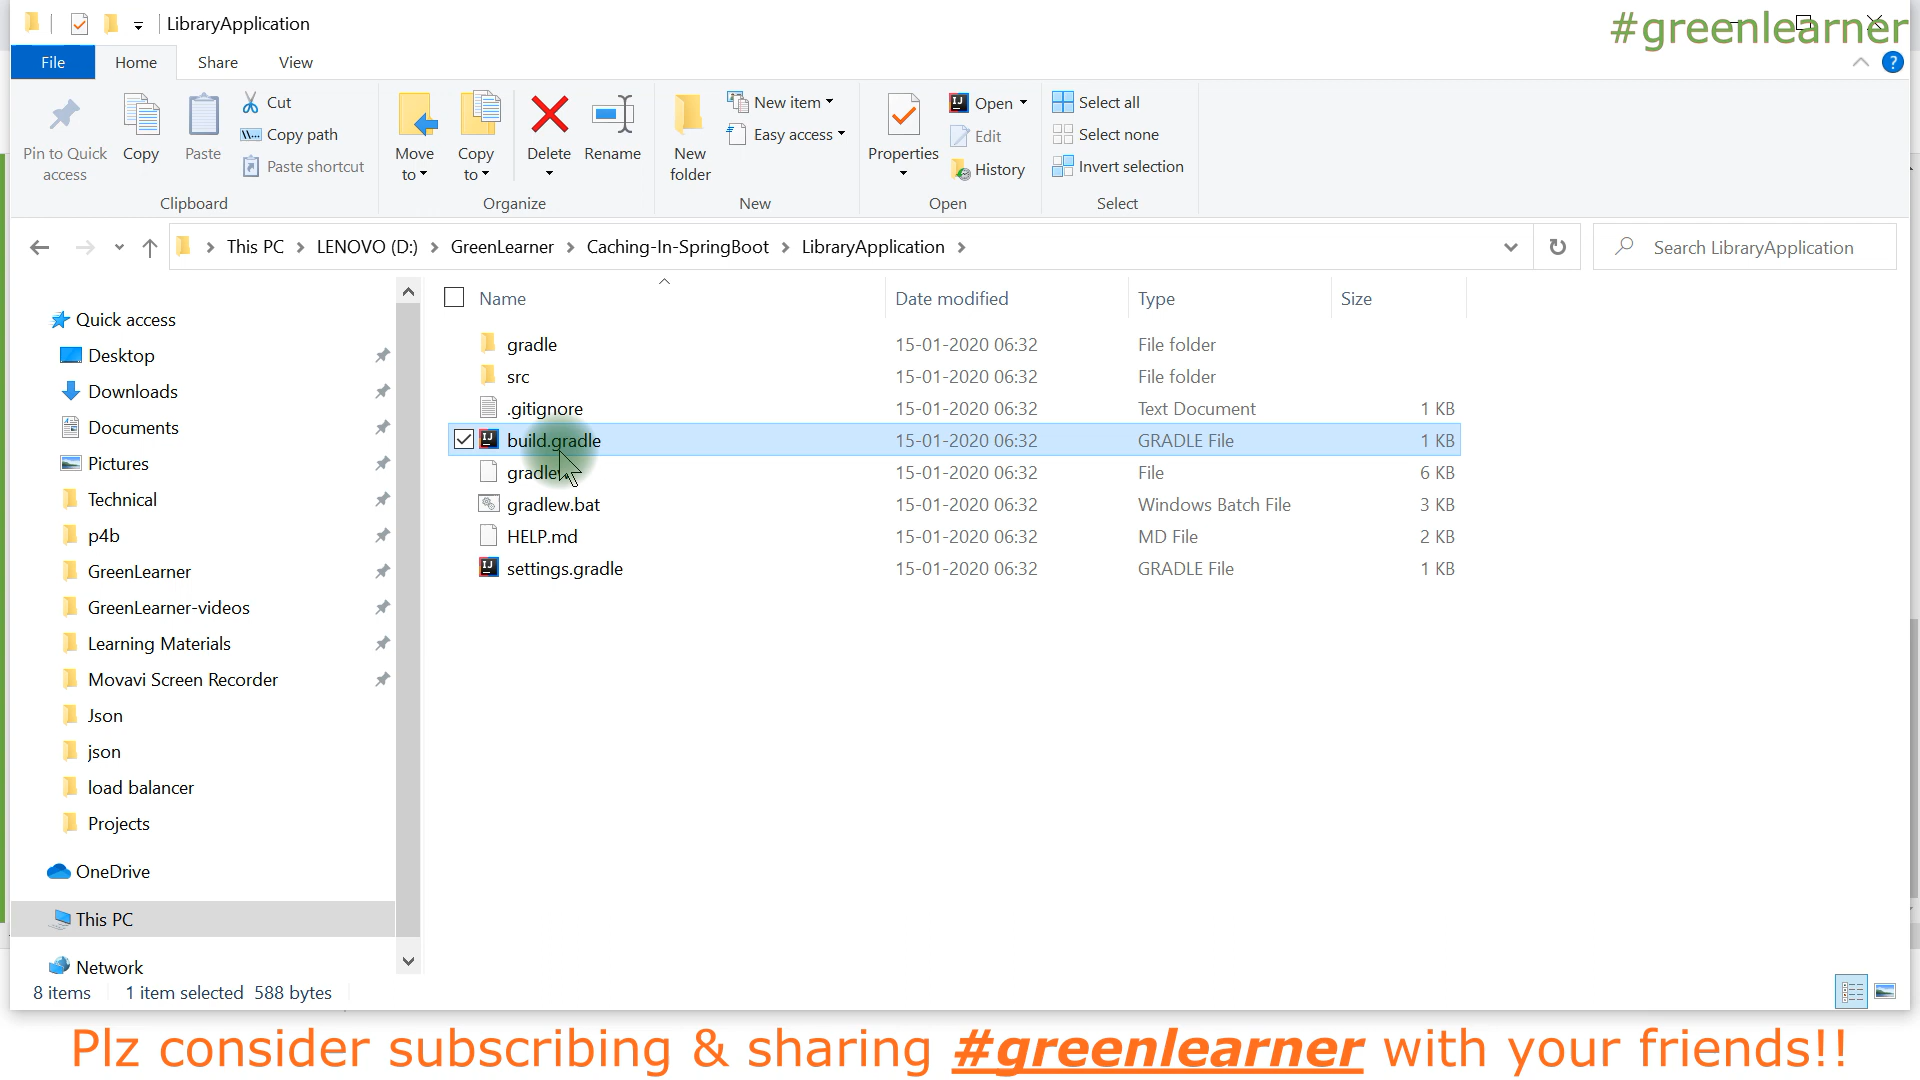 LibraryApplication
#greenlearner
File Home Share View
Pin to Quick access
Copy
Paste
Cut
Copy path
Paste shortcut
Clipboard
Move to
Copy to
Delete
Rename
Organize
New folder
New item
Easy access
New
Properties
Open
Edit
History
Open
Select all
Select none
Invert selection
Select
This PC > LENOVO (D:) > GreenLearner > Caching-In-SpringBoot > LibraryApplication >
Search LibraryApplication
Quick access
Desktop
Downloads
Documents
Pictures
Technical
p4b
GreenLearner
GreenLearner-videos
Learning Materials
Movavi Screen Recorder
Json
json
load balancer
Projects
OneDrive
This PC
Network
Name Date modified Type Size
gradle 15-01-2020 06:32 File folder
src 15-01-2020 06:32 File folder
.gitignore 15-01-2020 06:32 Text Document 1 KB
build.gradle 15-01-2020 06:32 GRADLE File 1 KB
gradlew 15-01-2020 06:32 File 6 KB
gradlew.bat 15-01-2020 06:32 Windows Batch File 3 KB
HELP.md 15-01-2020 06:32 MD File 2 KB
settings.gradle 15-01-2020 06:32 GRADLE File 1 KB
8 items 1 item selected 588 bytes
Plz consider subscribing & sharing #greenlearner with your friends!!